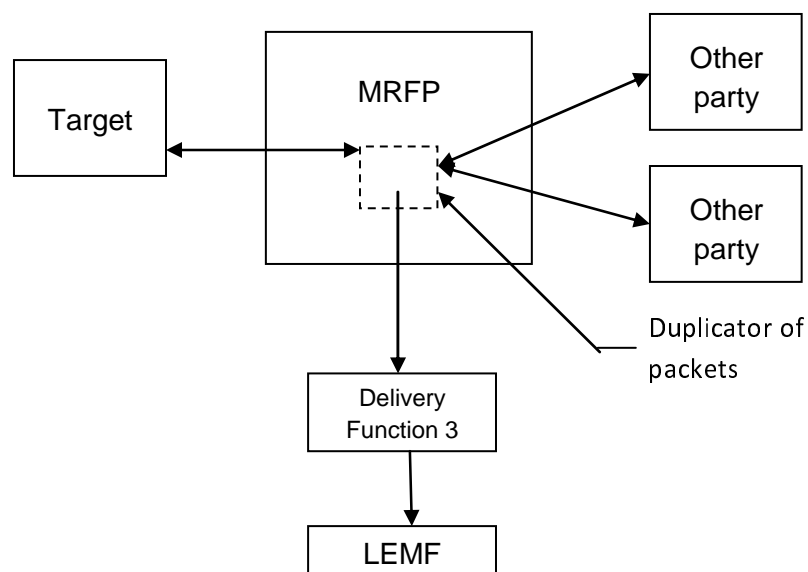 Target
MRFP
Other
party
Other
party
Duplicator of
packets
Delivery
Function 3
LEMF